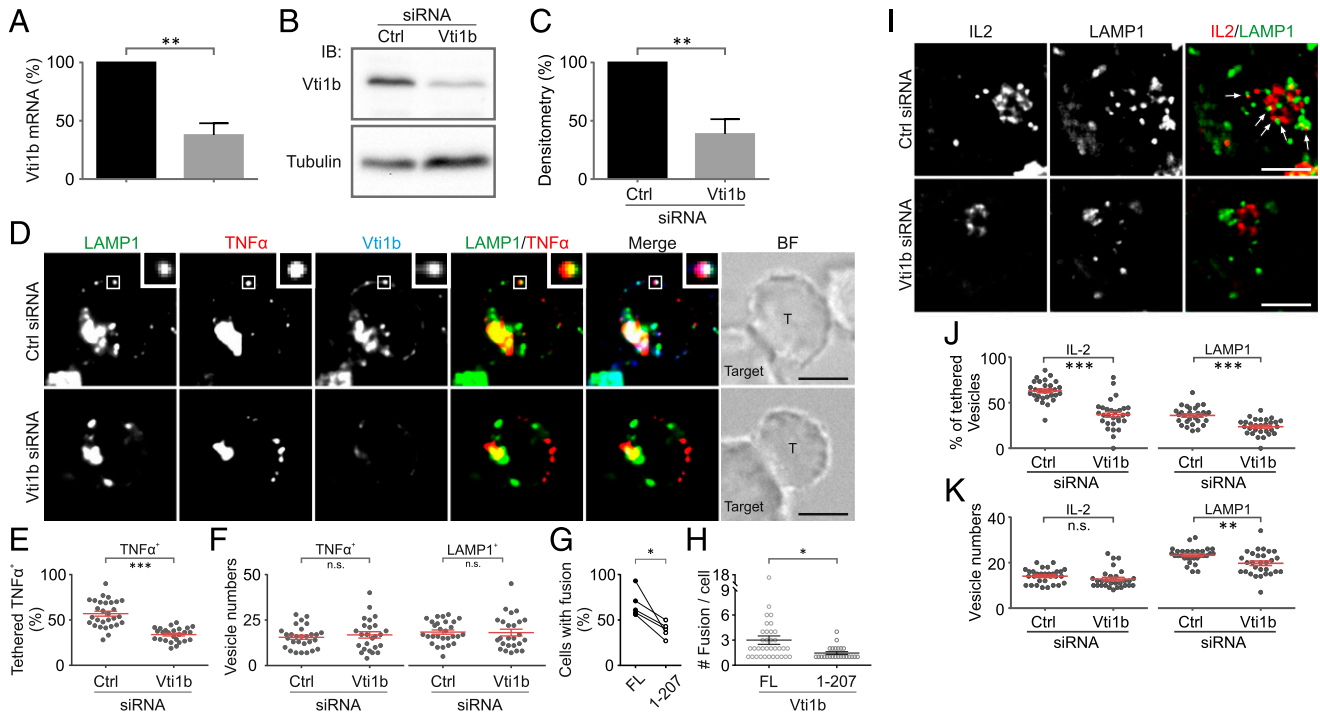 A
**
Vti1b mRNA (%)
100
50
0
B
siRNA
Ctrl Vti1b
IB:
Vti1b
Tubulin
C
**
Densitometry (%)
100
50
0
Ctrl Vti1b
siRNA
D
LAMP1 TNFα Vti1b LAMP1/TNFα Merge BF
Ctrl siRNA
T
Target
Vti1b siRNA
T
Target
E
TNFα+
***
Tethered TNFα+ (%)
100
50
0
Ctrl Vti1b
siRNA
F
TNFα+
n.s.
LAMP1+
n.s.
Vesicle numbers
50
25
0
Ctrl Vti1b
siRNA
Ctrl Vti1b
siRNA
G
*
Cells with fusion (%)
100
50
0
FL
1-207
H
*
# Fusion / cell
18
12
9
6
3
0
FL 1-207
Vti1b
I
IL2 LAMP1 IL2/LAMP1
Ctrl siRNA
Vti1b siRNA
J
IL-2
***
LAMP1
***
% of tethered Vesicles
100
50
0
Ctrl Vti1b
siRNA
Ctrl Vti1b
siRNA
K
IL-2
n.s.
LAMP1
**
Vesicle numbers
40
20
0
Ctrl Vti1b
siRNA
Ctrl Vti1b
siRNA